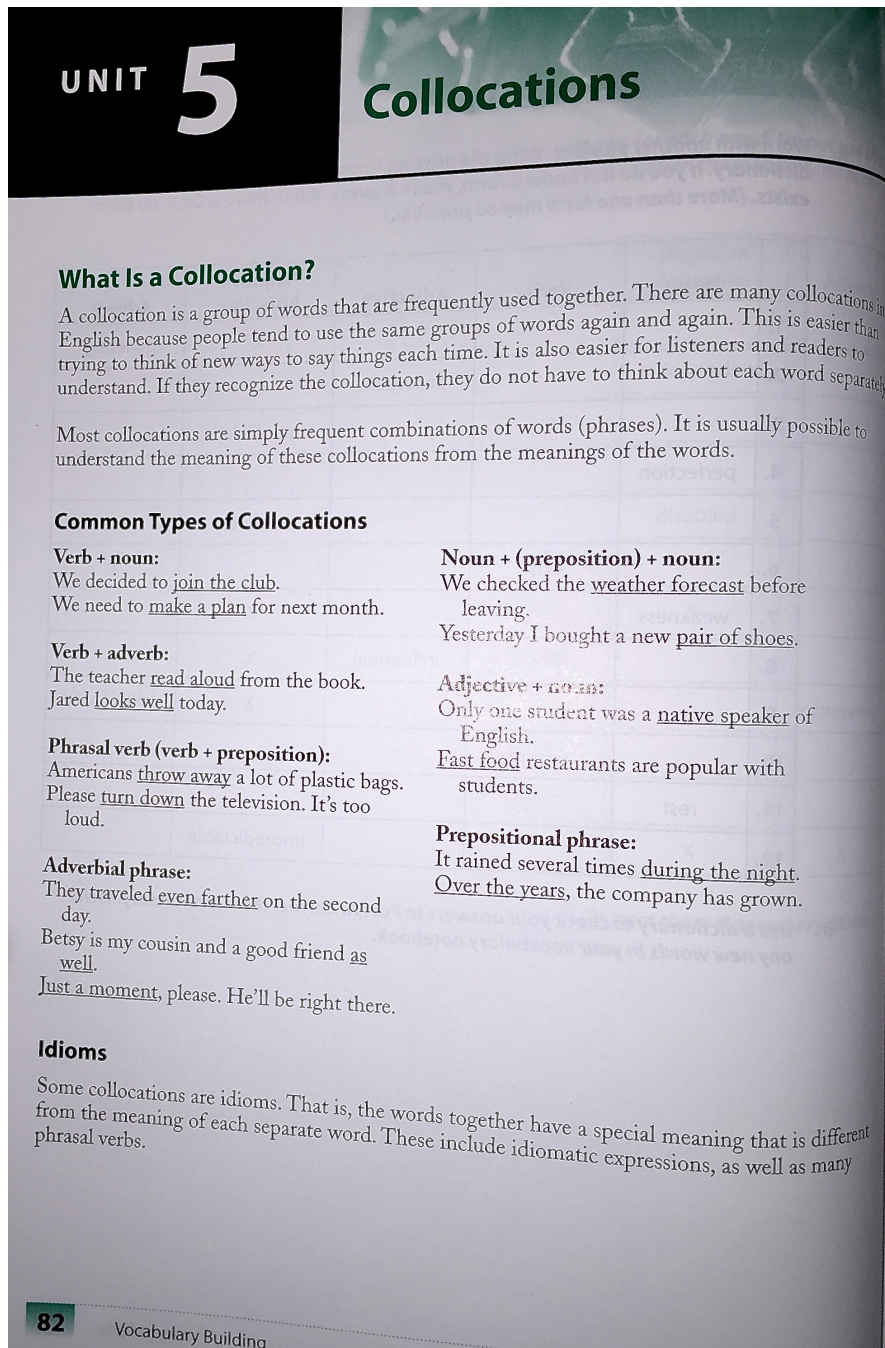 UNIT 5
Collocations
What Is a Collocation?
A collocation is a group of words that are frequently used together. There are many collocations in
English because people tend to use the same groups of words again and again. This is easier than
trying to think of new ways to say things each time. It is also easier for listeners and readers to
understand. If they recognize the collocation, they do not have to think about each word separately
Most collocations are simply frequent combinations of words (phrases). It is usually possible to
understand the meaning of these collocations from the meanings of the words.
Common Types of Collocations
Verb + noun:
We decided to join the club.
We need to make a plan for next month.
Verb + adverb:
The teacher read aloud from the book.
Jared looks well today.
Phrasal verb (verb + preposition):
Americans throw away a lot of plastic bags.
Please turn down the television. It's too
loud.
Adverbial phrase:
They traveled even farther on the second
day.
Betsy is my cousin and a good friend as
well.
Just a moment, please. He'll be right there.
Noun + (preposition) + noun:
We checked the weather forecast before
leaving.
Yesterday I bought a new pair of shoes.
Adjective + noun:
Only one student was a native speaker of
English.
Fast food restaurants are popular with
students.
Prepositional phrase:
It rained several times during the night.
Over the years, the company has grown.
Idioms
Some collocations are idioms. That is, the words together have a special meaning that is different
from the meaning of each separate word. These include idiomatic expressions, as well as many
phrasal verbs.
82 Vocabulary Building